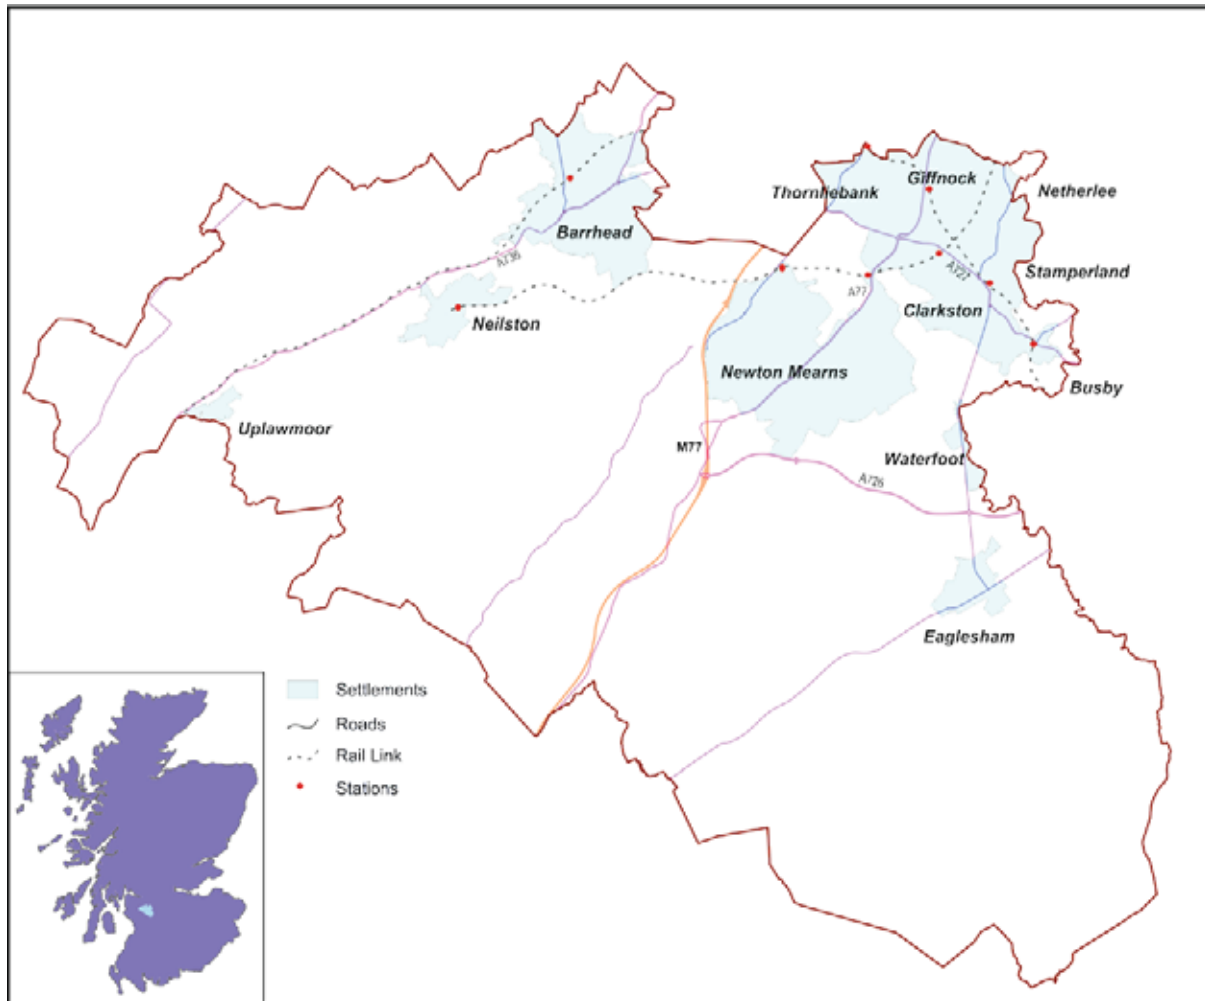 Giffnock
Thornliebank
Netherlee
Barrhead
A736
Stamperland
A727
A77
Clarkston
Neilston
Newton Mearns
Busby
Uplawmoor
M77
Waterfoot
A726
Eaglesham
Settlements
Roads
Rail Link
Stations